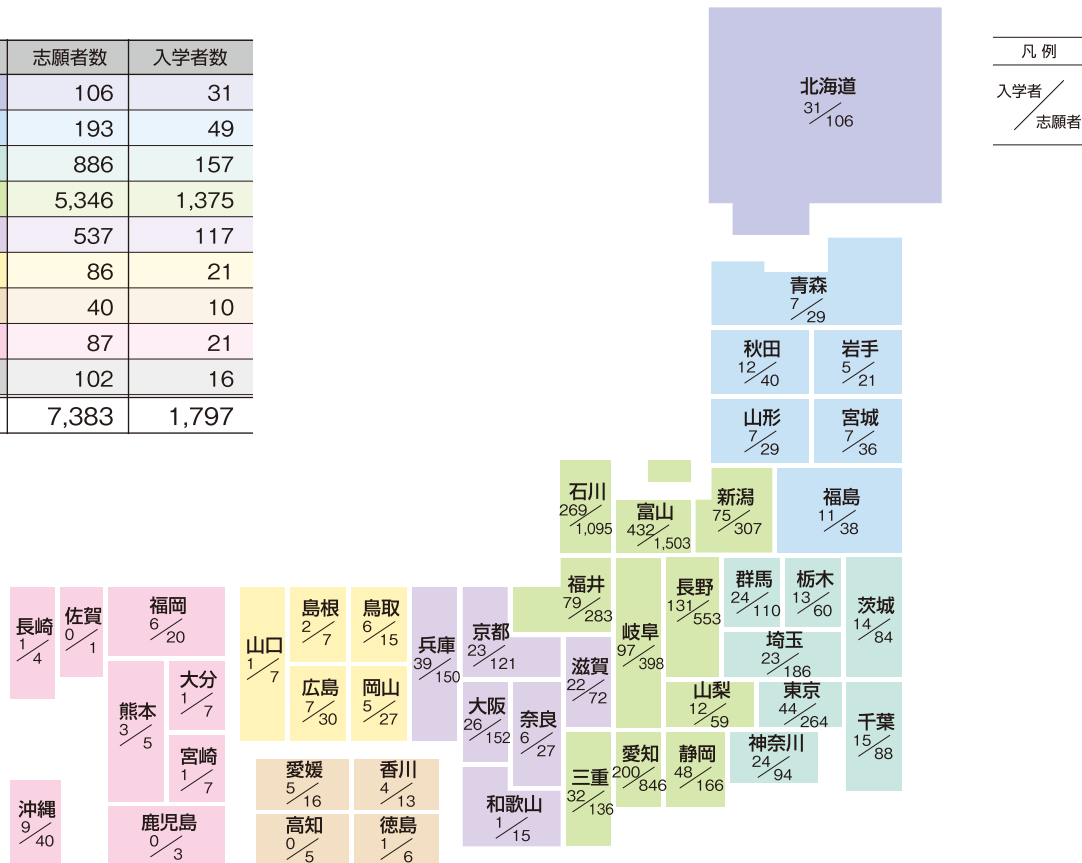 志願者数 入学者数
106 31
193 49
886 157
5,346 1,375
537 117
86 21
40 10
87 21
102 16
7,383 1,797
凡 例
入学者/志願者
北海道
31/106
青森
7/29
秋田
12/40
岩手
5/21
山形
7/29
宮城
7/36
福島
11/38
石川
269/1,095
富山
432/1,503
新潟
75/307
福井
79/283
岐阜
97/398
長野
131/553
群馬
24/110
栃木
13/60
茨城
14/84
埼玉
23/186
山梨
12/59
東京
44/264
千葉
15/88
神奈川
24/94
愛知
200/846
静岡
48/166
三重
32/136
滋賀
22/72
京都
23/121
兵庫
39/150
大阪
26/152
奈良
6/27
和歌山
1/15
鳥取
6/15
島根
2/7
岡山
5/27
広島
7/30
山口
1/7
香川
4/13
愛媛
5/16
徳島
1/6
高知
0/5
福岡
6/20
佐賀
0/1
長崎
1/4
大分
1/7
熊本
3/5
宮崎
1/7
鹿児島
0/3
沖縄
9/40